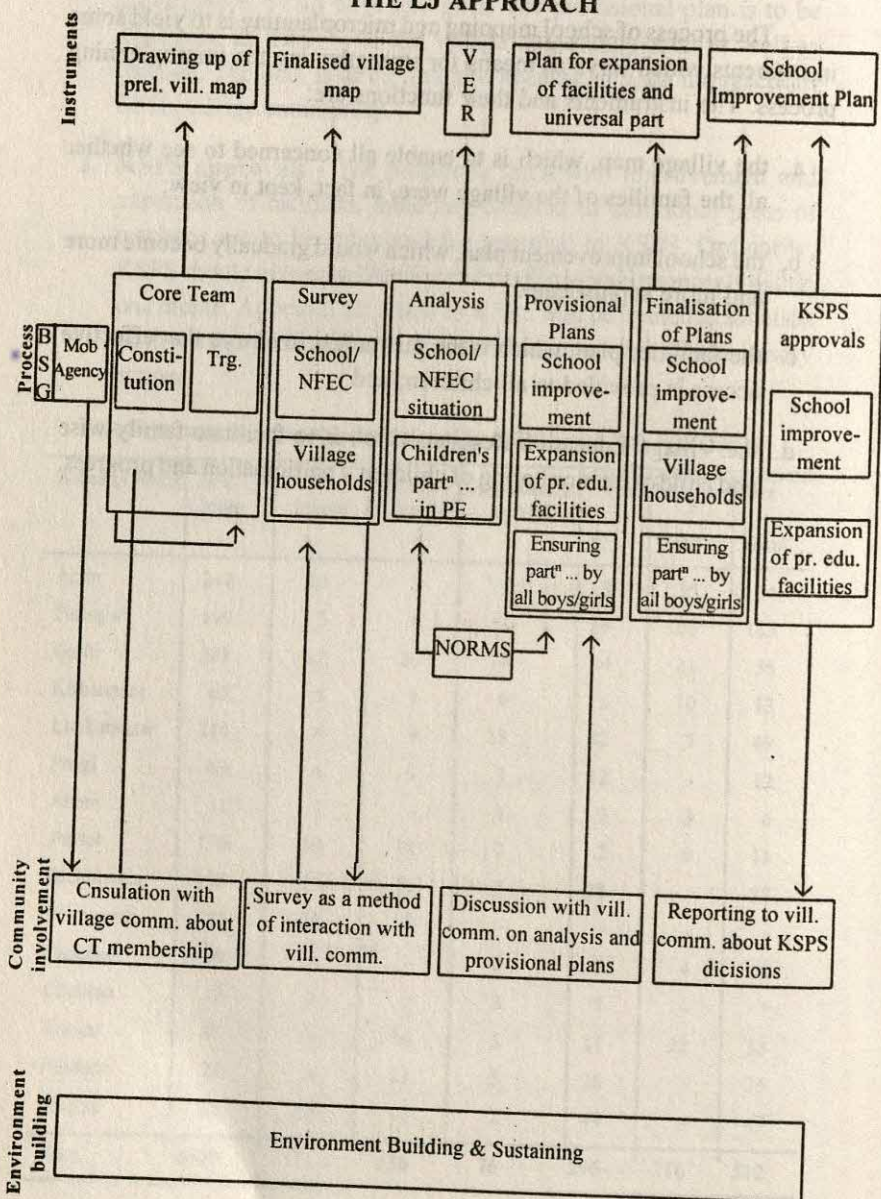 THE LJ APPROACH
Instruments
Drawing up of
prel. vill. map
Finalised village
map
V
E
R
Plan for expansion
of facilities and
universal part
School
Improvement Plan
Process
B
S
G
Mob
Agency
Core Team
Consti-
tution
Trg.
Survey
School/
NFEC
Village
households
Analysis
School/
NFEC
situation
Children's
partⁿ ...
in PE
Provisional
Plans
School
improve-
ment
Expansion
of pr. edu.
facilities
Ensuring
partⁿ ... by
all boys/girls
Finalisation
of Plans
School
improve-
ment
Village
households
Ensuring
partⁿ ... by
ail boys/girls
KSPS
approvals
School
improve-
ment
Expansion
of pr. edu.
facilities
NORMS
Community
involvement
Cnsulation with
village comm. about
CT membership
Survey as a method
of interaction with
vill. comm.
Discussion with vill.
comm. on analysis and
provisional plans
Reporting to vill.
comm. about KSPS
dicisions
Environment
building
Environment Building & Sustaining